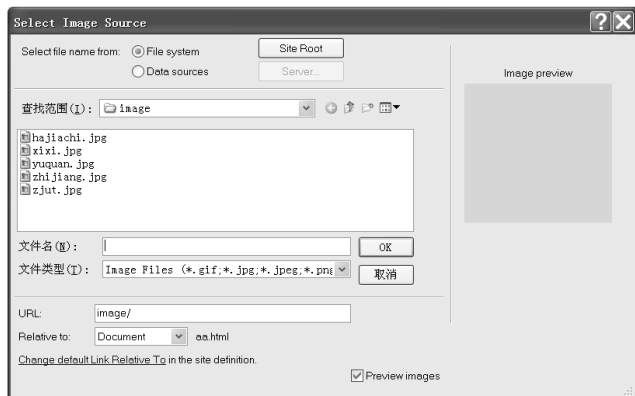 Select Image Source
Select file name from: File system Site Root
Data sources Server...
Image preview
查找范围(I): image
hajiachi.jpg
xixi.jpg
yuquan.jpg
zhijiang.jpg
zjut.jpg
文件名(N): OK
文件类型(T): Image Files (*.gif;*.jpg;*.jpeg;*.png 取消
URL: image/
Relative to: Document aa.html
Change default Link Relative To in the site definition.
Preview images